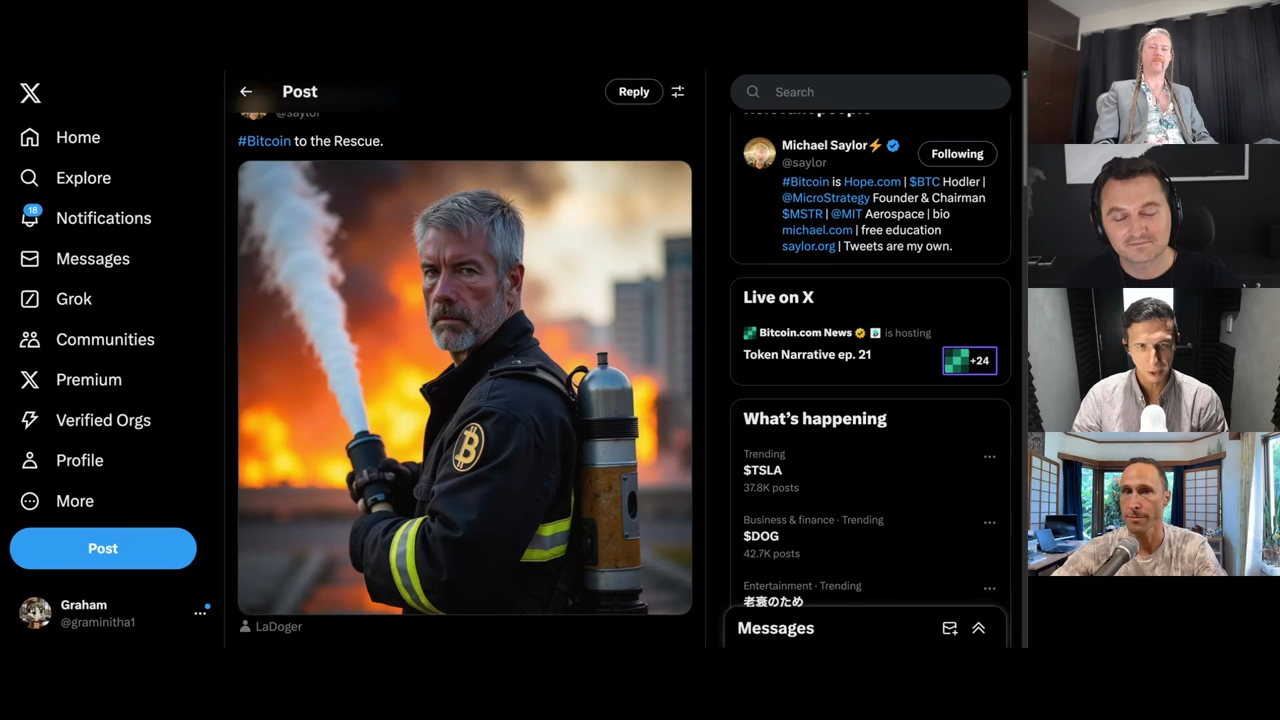 Home
Explore
18
Notifications
Messages
Grok
Communities
Premium
Verified Orgs
Profile
More
Post
Graham
@graminitha1
Post
Reply
@saylor
#Bitcoin to the Rescue.
LaDoger
Search
Michael Saylor⚡
Following
@saylor
#Bitcoin is Hope.com | $BTC Hodler |
@MicroStrategy Founder & Chairman
$MSTR | @MIT Aerospace | bio
michael.com | free education
saylor.org | Tweets are my own.
Live on X
Bitcoin.com News is hosting
Token Narrative ep. 21
+24
What’s happening
Trending
$TSLA
37.8K posts
Business & finance · Trending
$DOG
42.7K posts
Entertainment · Trending
老衰のため
Messages